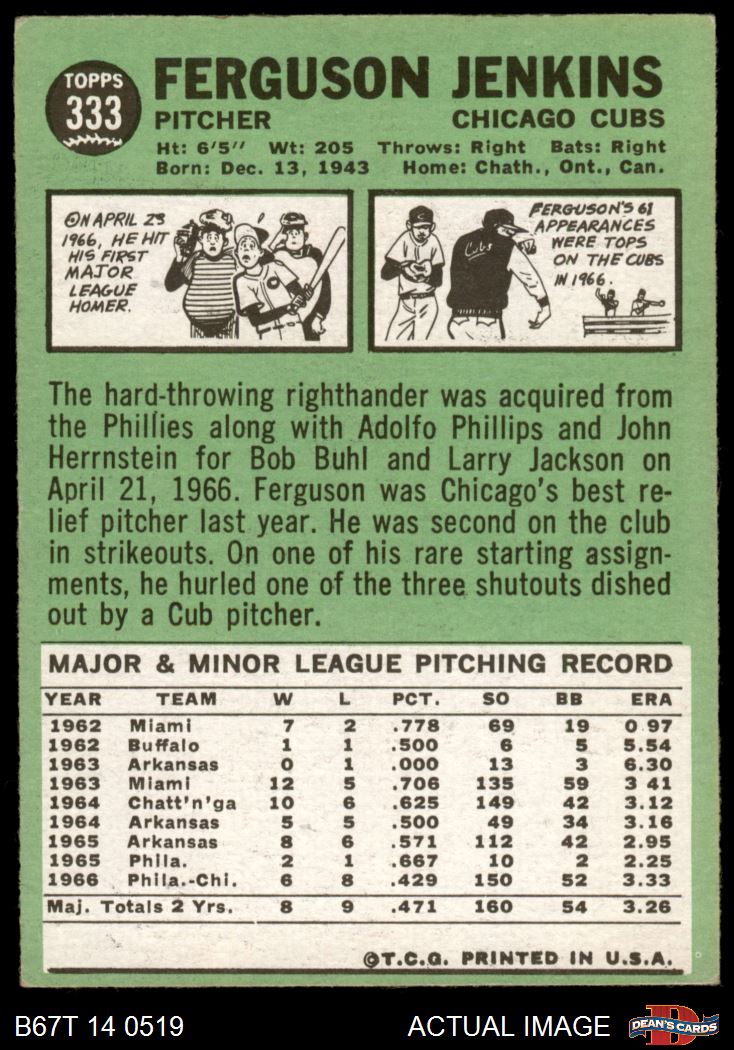 TOPPS
333
FERGUSON JENKINS
PITCHER CHICAGO CUBS
Ht: 6'5" Wt: 205 Throws: Right Bats: Right
Born: Dec. 13, 1943 Home: Chath., Ont., Can.
ON APRIL 23
1966, HE HIT
HIS FIRST
MAJOR
LEAGUE
HOMER.
FERGUSON'S 61
APPEARANCES
WERE TOPS
ON THE CUBS
IN 1966.
Cubs
The hard-throwing righthander was acquired from
the Phillies along with Adolfo Phillips and John
Herrnstein for Bob Buhl and Larry Jackson on
April 21, 1966. Ferguson was Chicago's best re-
lief pitcher last year. He was second on the club
in strikeouts. On one of his rare starting assign-
ments, he hurled one of the three shutouts dished
out by a Cub pitcher.
MAJOR & MINOR LEAGUE PITCHING RECORD
YEAR TEAM W L PCT. SO BB ERA
1962 Miami 7 2 .778 69 19 0 97
1962 Buffalo 1 1 .500 6 5 5.54
1963 Arkansas 0 1 .000 13 3 6.30
1963 Miami 12 5 .706 135 59 3 41
1964 Chatt'n'ga 10 6 .625 149 42 3.12
1964 Arkansas 5 5 .500 49 34 3.16
1965 Arkansas 8 6 .571 112 42 2.95
1965 Phila. 2 1 .667 10 2 2.25
1966 Phila.-Chi. 6 8 .429 150 52 3.33
Maj. Totals 2 Yrs. 8 9 .471 160 54 3.26
©T.C.G. PRINTED IN U.S.A.
B67T 14 0519 ACTUAL IMAGE
D
DEAN'S CARDS